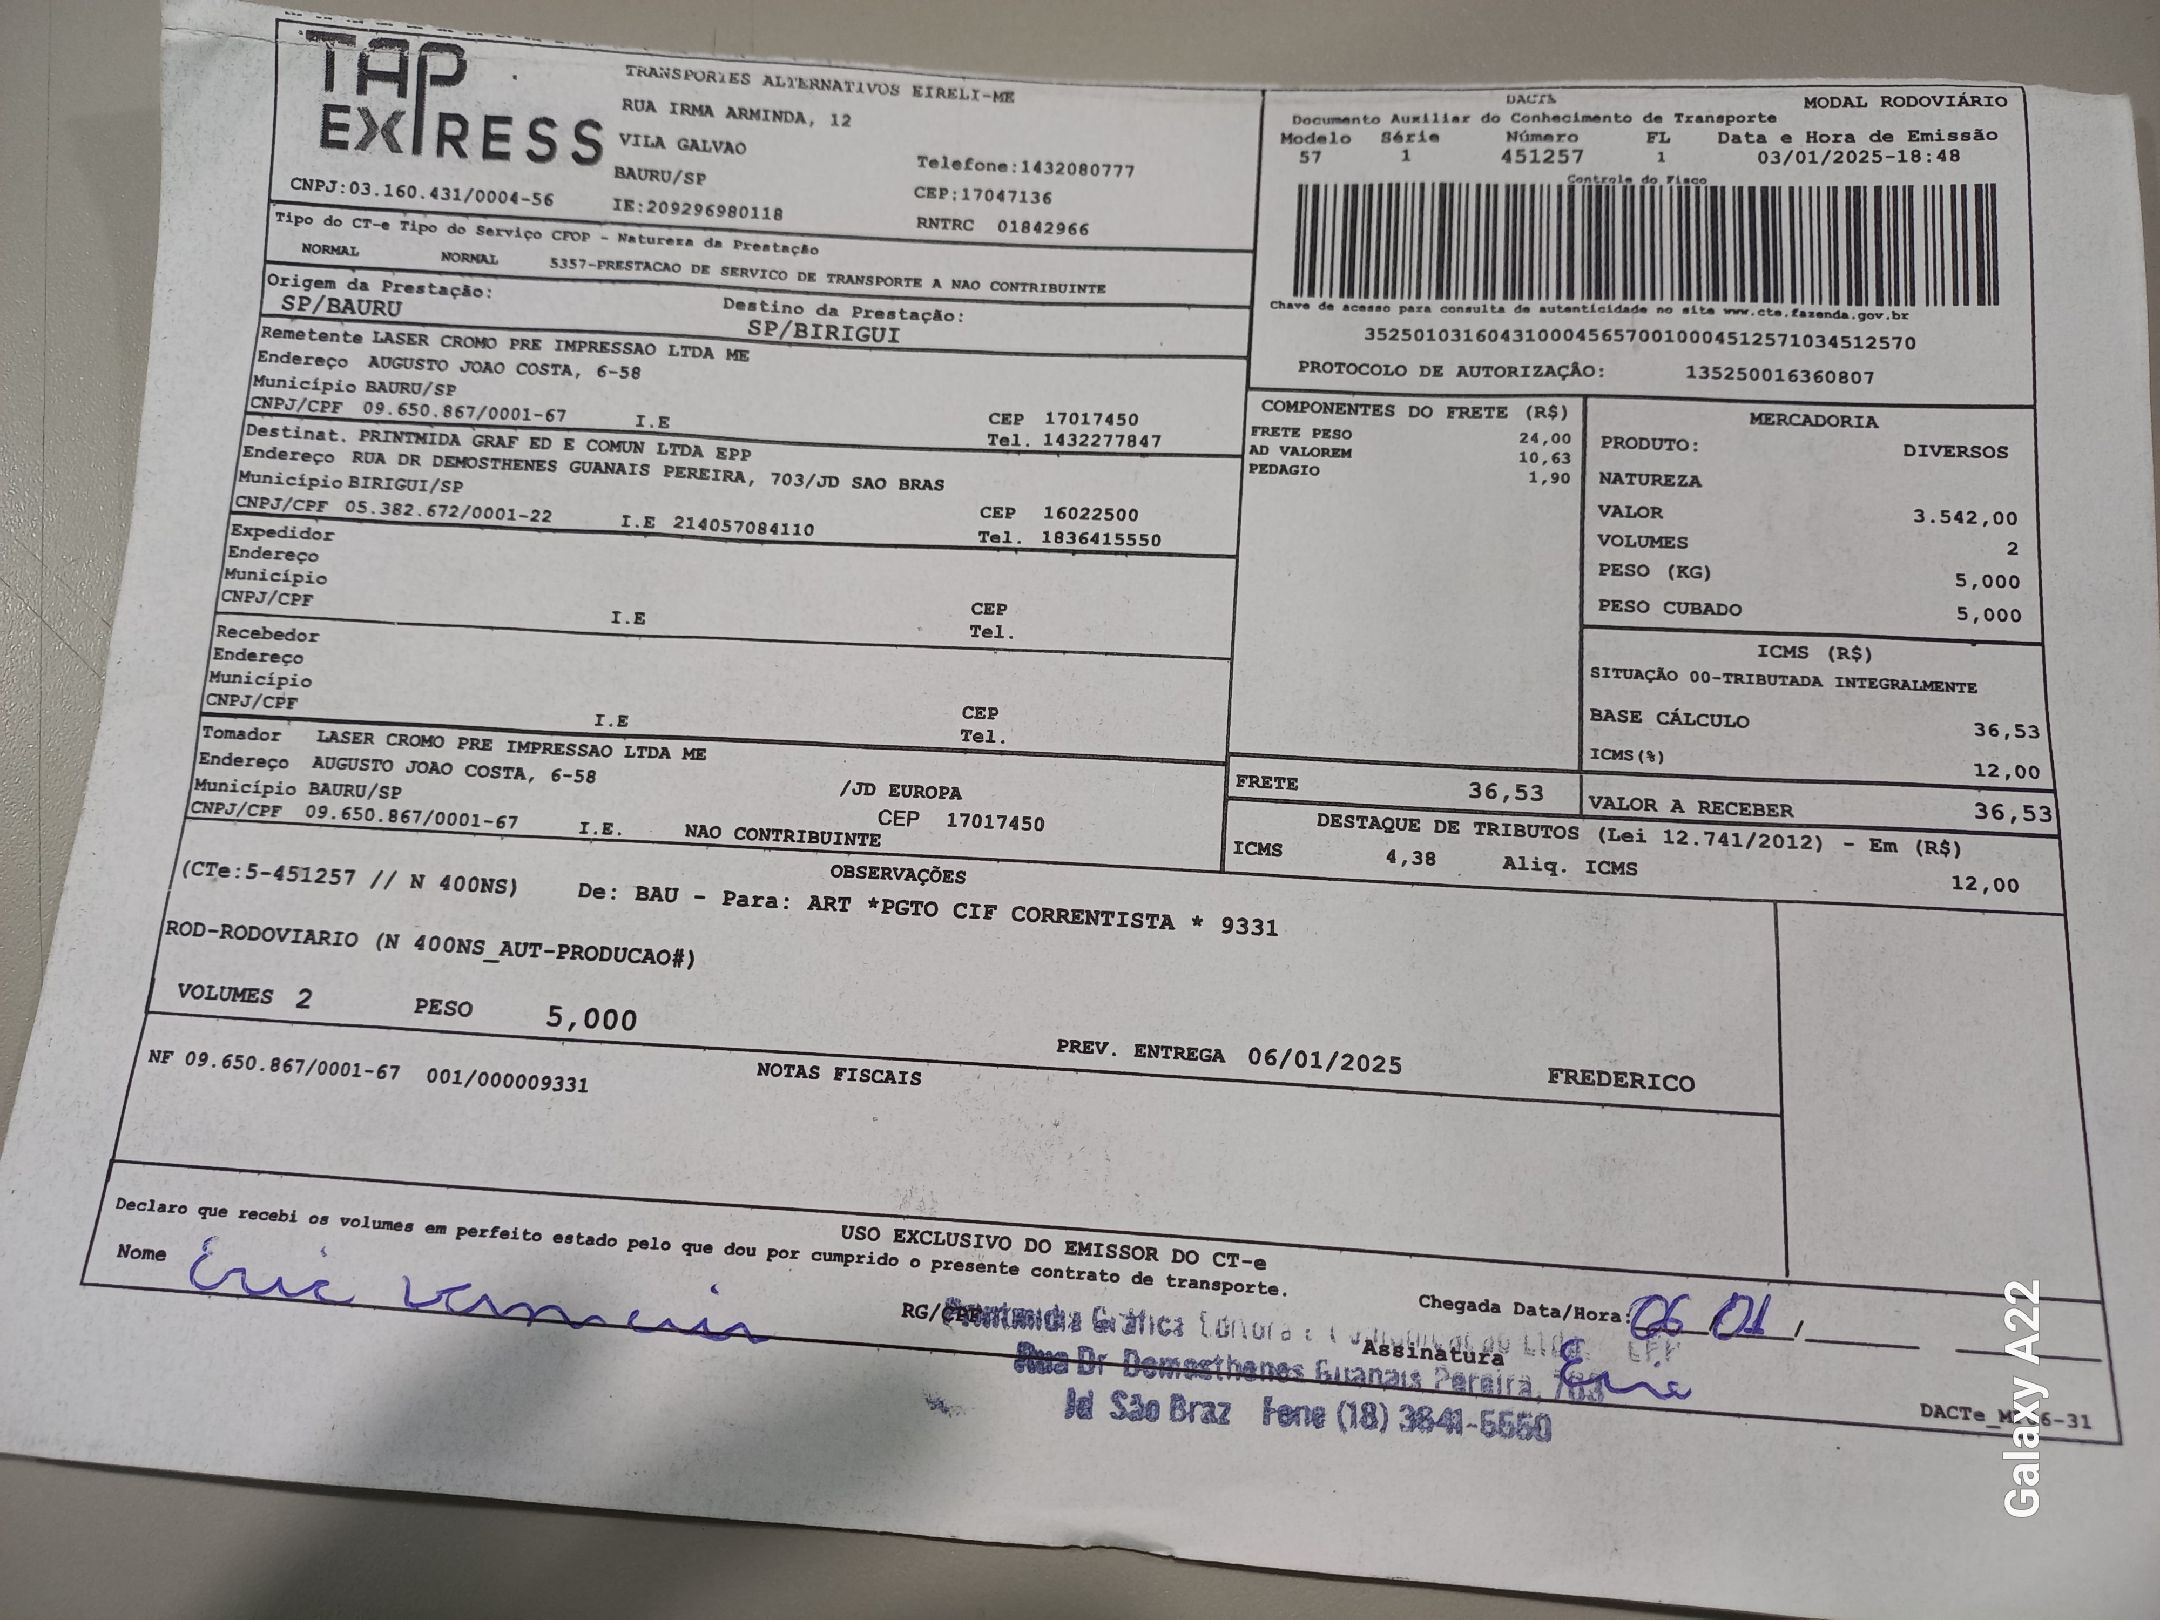 TAP EXPRESS
CNPJ:03.160.431/0004-56
TRANSPORTES ALTERNATIVOS EIRELI-ME
RUA IRMA ARMINDA, 12
VILA GALVAO
BAURU/SP
IE:209296980118
Telefone:1432080777
CEP:17047136
RNTRC 01842966
DACTE MODAL RODOVIÁRIO
Documento Auxiliar do Conhecimento de Transporte
Modelo Série Número FL Data e Hora de Emissão
57 1 451257 1 03/01/2025-18:48
Controle do Fisco
Chave de acesso para consulta de autenticidade no site www.cte.fazenda.gov.br
35250103160431000456570010004512571034512570
PROTOCOLO DE AUTORIZAÇÃO: 135250016360807
Tipo do CT-e Tipo do Serviço CFOP - Natureza da Prestação
NORMAL NORMAL 5357-PRESTACAO DE SERVICO DE TRANSPORTE A NAO CONTRIBUINTE
Origem da Prestação: Destino da Prestação:
SP/BAURU SP/BIRIGUI
Remetente LASER CROMO PRE IMPRESSAO LTDA ME
Endereço AUGUSTO JOAO COSTA, 6-58
Município BAURU/SP CEP 17017450
CNPJ/CPF 09.650.867/0001-67 I.E Tel. 1432277847
Destinat. PRINTMIDA GRAF ED E COMUN LTDA EPP
Endereço RUA DR DEMOSTHENES GUANAIS PEREIRA, 703/JD SAO BRAS
Município BIRIGUI/SP CEP 16022500
CNPJ/CPF 05.382.672/0001-22 I.E 214057084110 Tel. 1836415550
Expedidor
Endereço
Município CEP
CNPJ/CPF I.E Tel.
Recebedor
Endereço
Município CEP
CNPJ/CPF I.E Tel.
Tomador LASER CROMO PRE IMPRESSAO LTDA ME
Endereço AUGUSTO JOAO COSTA, 6-58 /JD EUROPA
Município BAURU/SP CEP 17017450
CNPJ/CPF 09.650.867/0001-67 I.E. NAO CONTRIBUINTE
COMPONENTES DO FRETE (R$)
FRETE PESO 24,00
AD VALOREM 10,63
PEDAGIO 1,90
FRETE 36,53
MERCADORIA
PRODUTO: DIVERSOS
NATUREZA
VALOR 3.542,00
VOLUMES 2
PESO (KG) 5,000
PESO CUBADO 5,000
ICMS (R$)
SITUAÇÃO 00-TRIBUTADA INTEGRALMENTE
BASE CÁLCULO 36,53
ICMS(%) 12,00
VALOR A RECEBER 36,53
DESTAQUE DE TRIBUTOS (Lei 12.741/2012) - Em (R$)
ICMS 4,38 Aliq. ICMS 12,00
OBSERVAÇÕES
(CTe:5-451257 // N 400NS) De: BAU - Para: ART *PGTO CIF CORRENTISTA * 9331
ROD-RODOVIARIO (N 400NS_AUT-PRODUCAO#)
VOLUMES 2 PESO 5,000 PREV. ENTREGA 06/01/2025 FREDERICO
NOTAS FISCAIS
NF 09.650.867/0001-67 001/000009331
USO EXCLUSIVO DO EMISSOR DO CT-e
Declaro que recebi os volumes em perfeito estado pelo que dou por cumprido o presente contrato de transporte.
Nome Eric RG/CPF Chegada Data/Hora: 06 / 01 /
Assinatura Eric
Printmidia Gráfica Editora e Comunicação Ltda. EPP
Rua Dr Demosthenes Guanais Pereira, 703
Jd São Braz Fone (18) 3641-5550
DACTe_M 6-31
Galaxy A22